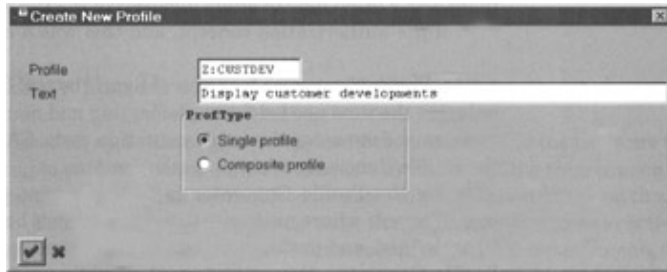 Create New Profile
Profile Z:CUSTDEV
Text Display customer developments
ProfType
Single profile
Composite profile